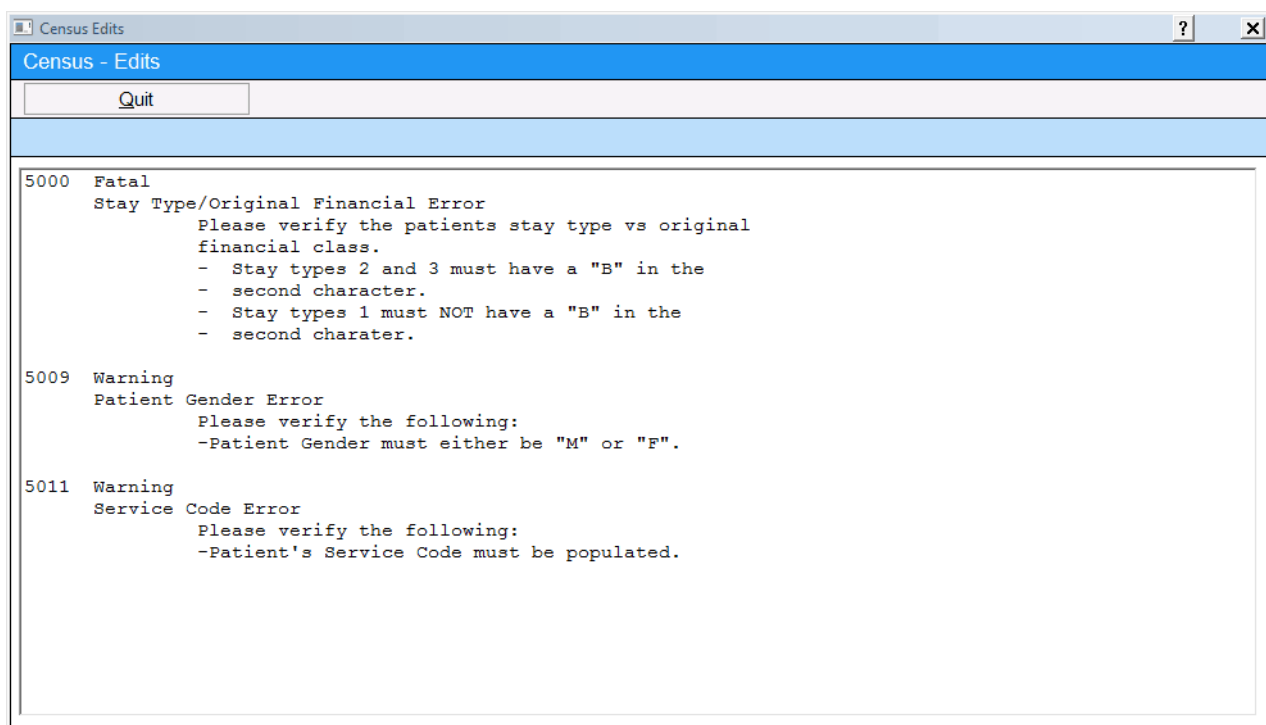 Census Edits
?
Census - Edits
Quit
5000 Fatal
Stay Type/Original Financial Error
Please verify the patients stay type vs original
financial class.
- Stay types 2 and 3 must have a "B" in the
- second character.
- Stay types 1 must NOT have a "B" in the
- second charater.
5009 Warning
Patient Gender Error
Please verify the following:
-Patient Gender must either be "M" or "F".
5011 Warning
Service Code Error
Please verify the following:
-Patient's Service Code must be populated.